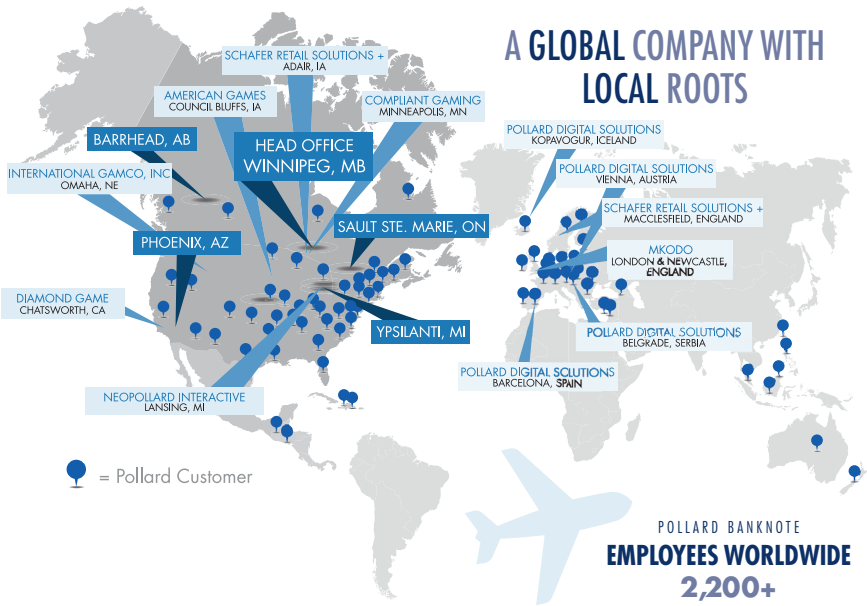 A GLOBAL COMPANY WITH
LOCAL ROOTS
SCHAFER RETAIL SOLUTIONS +
ADAIR, IA
AMERICAN GAMES
COUNCIL BLUFFS, IA
COMPLIANT GAMING
MINNEAPOLIS, MN
BARRHEAD, AB
HEAD OFFICE
WINNIPEG, MB
INTERNATIONAL GAMCO, INC
OMAHA, NE
PHOENIX, AZ
SAULT STE. MARIE, ON
DIAMOND GAME
CHATSWORTH, CA
YPSILANTI, MI
NEOPOLLARD INTERACTIVE
LANSING, MI
POLLARD DIGITAL SOLUTIONS
KOPAVOGUR, ICELAND
POLLARD DIGITAL SOLUTIONS
VIENNA, AUSTRIA
SCHAFER RETAIL SOLUTIONS +
MACCLESFIELD, ENGLAND
MKODO
LONDON & NEWCASTLE,
ENGLAND
POLLARD DIGITAL SOLUTIONS
BELGRADE, SERBIA
POLLARD DIGITAL SOLUTIONS
BARCELONA, SPAIN
= Pollard Customer
POLLARD BANKNOTE
EMPLOYEES WORLDWIDE
2,200+